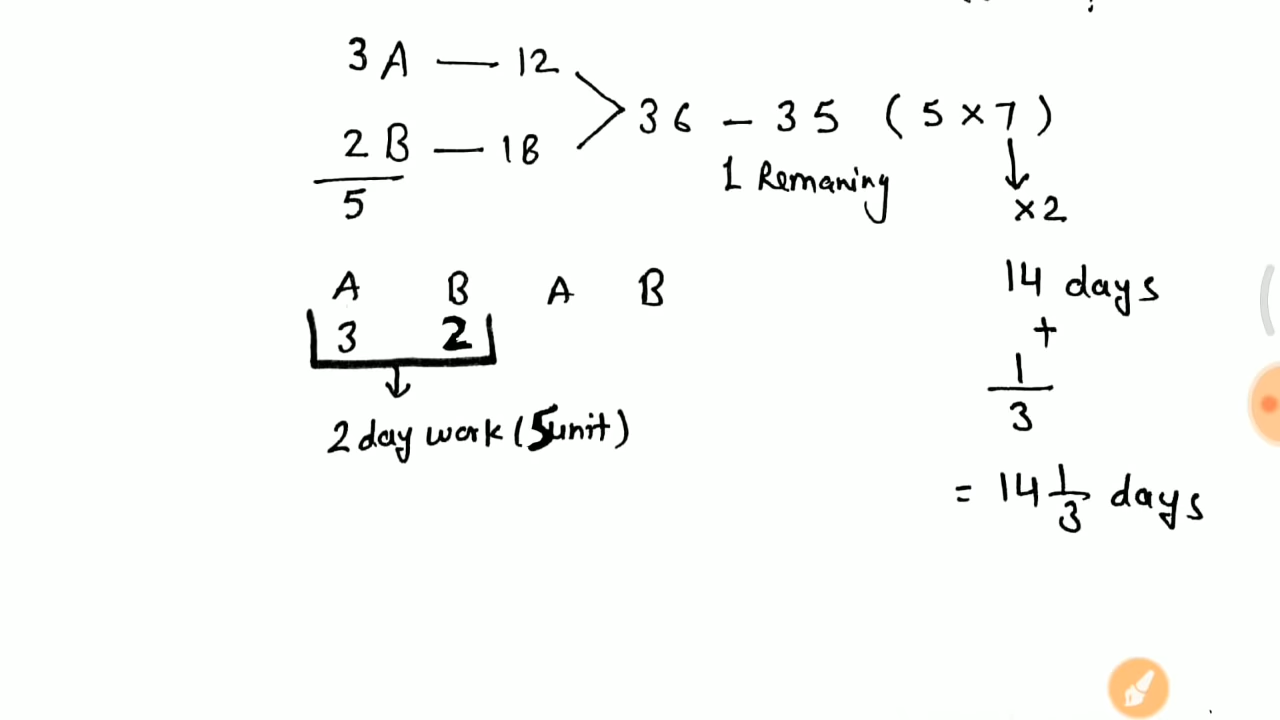 3 A — 12
36 - 35 ( 5 × 7 )
2 B — 18
1 Remaning
5
× 2
14 days
A B A B
+
3 2
1
3
2 day work ( 5 unit )
= 14 1/3 days